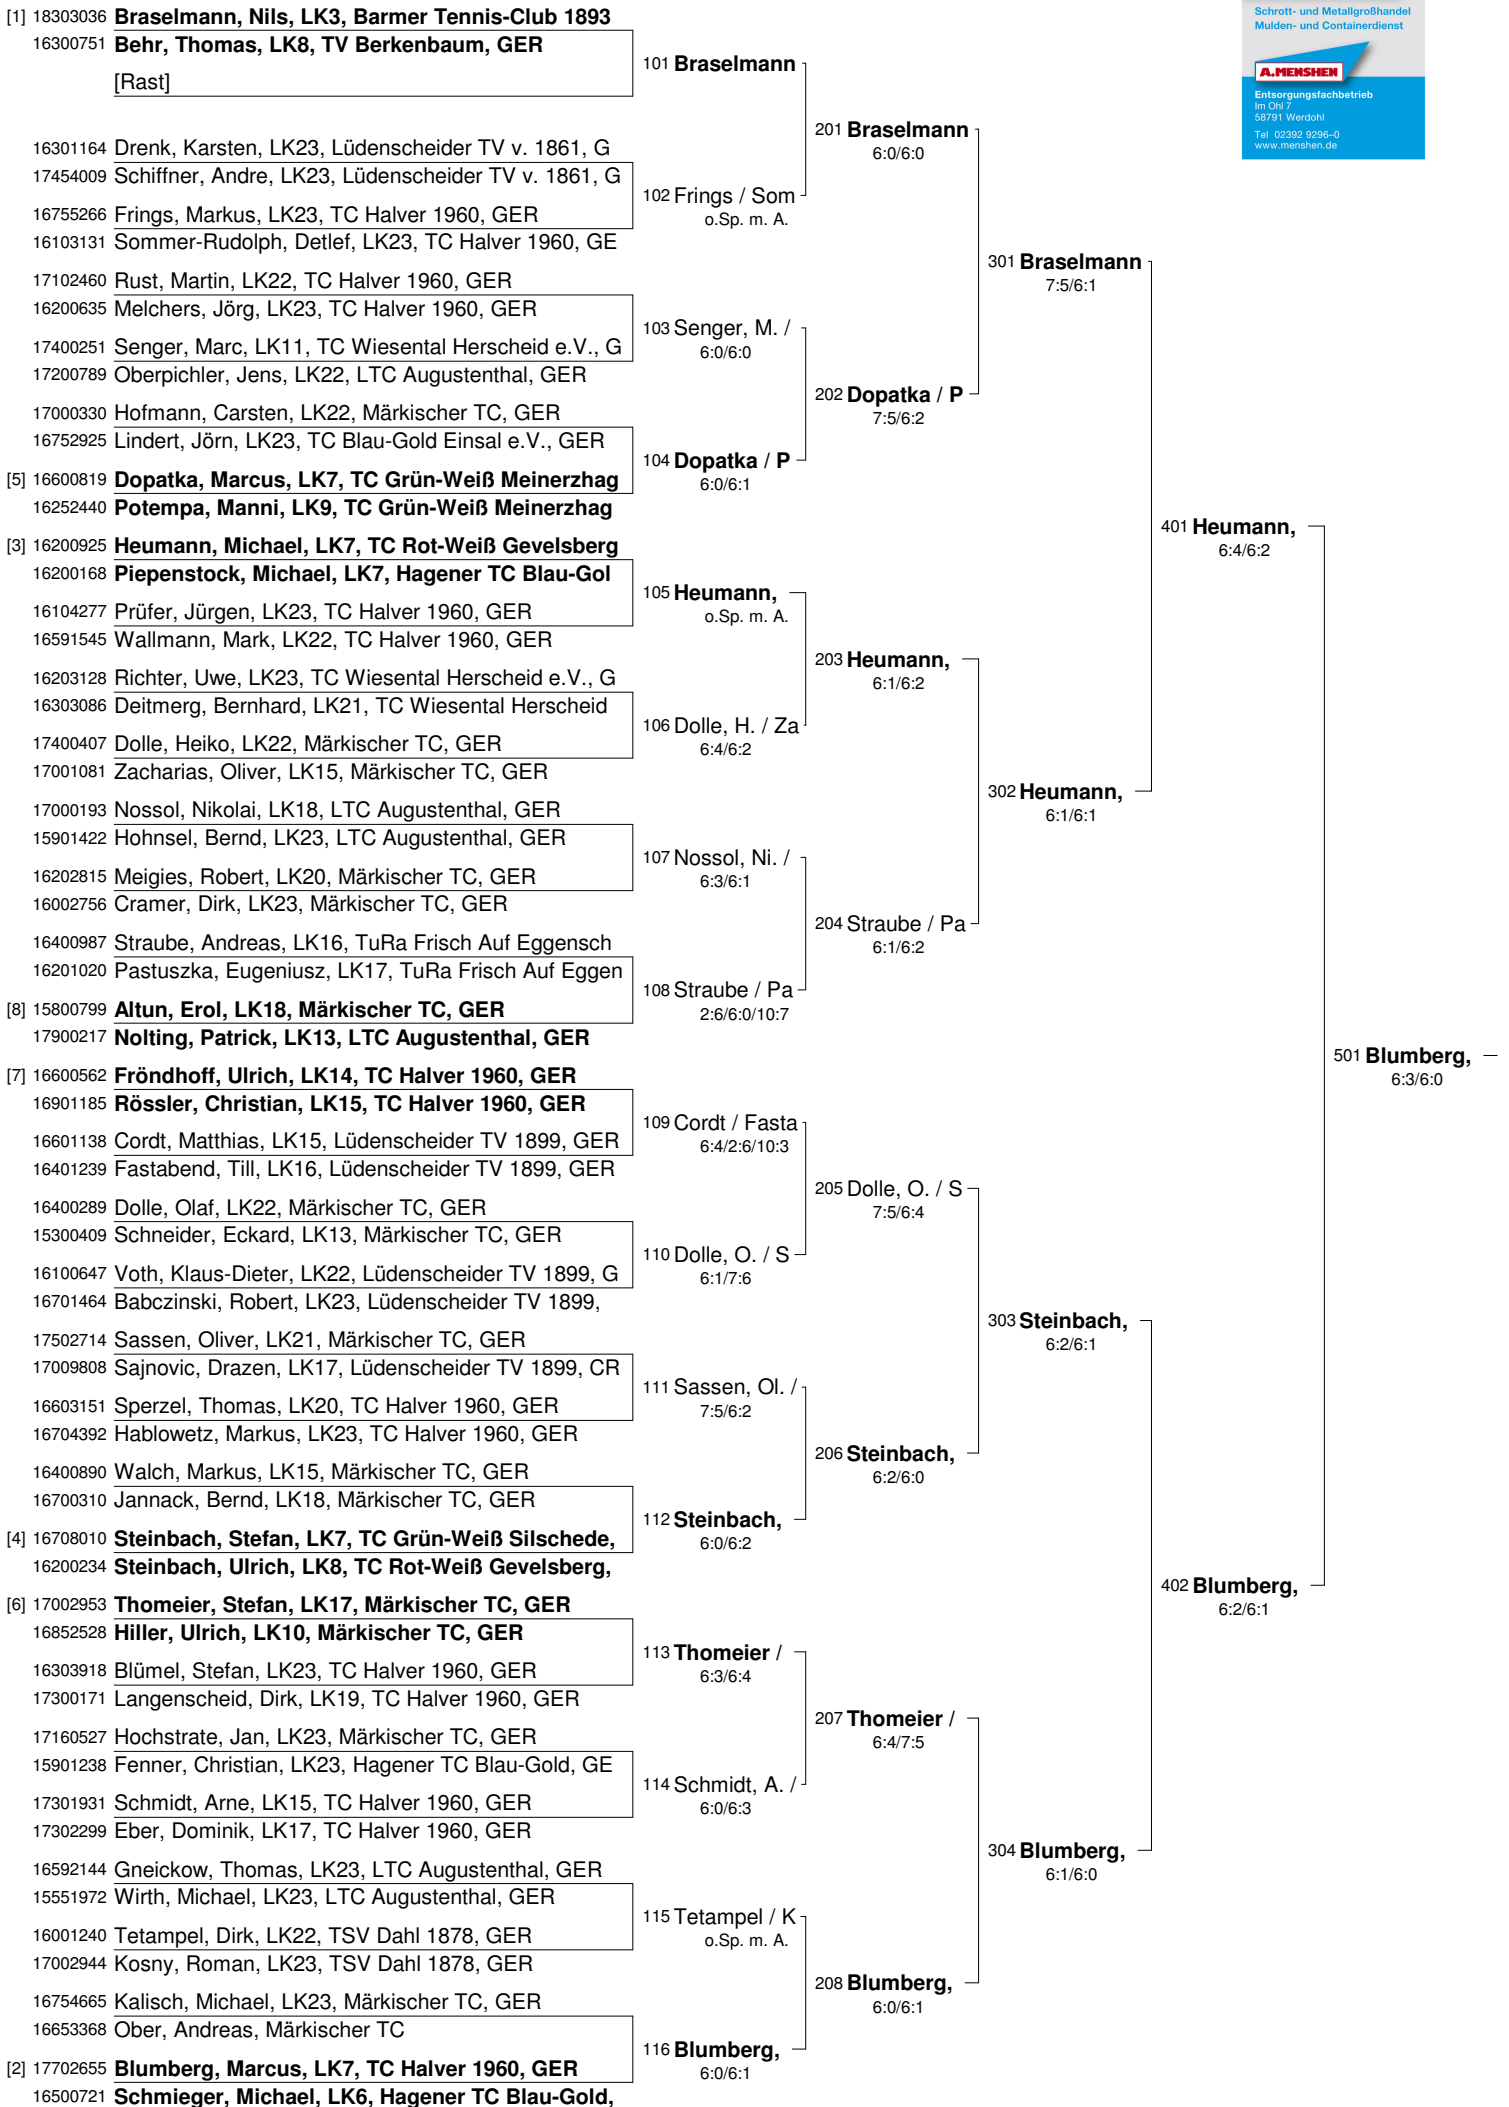 [1] 18303036 Braselmann, Nils, LK3, Barmer Tennis-Club 1893
16300751 Behr, Thomas, LK8, TV Berkenbaum, GER
[Rast]
16301164 Drenk, Karsten, LK23, Lüdenscheider TV v. 1861, G
17454009 Schiffner, Andre, LK23, Lüdenscheider TV v. 1861, G
16755266 Frings, Markus, LK23, TC Halver 1960, GER
16103131 Sommer-Rudolph, Detlef, LK23, TC Halver 1960, GE
17102460 Rust, Martin, LK22, TC Halver 1960, GER
16200635 Melchers, Jörg, LK23, TC Halver 1960, GER
17400251 Senger, Marc, LK11, TC Wiesental Herscheid e.V., G
17200789 Oberpichler, Jens, LK22, LTC Augustenthal, GER
17000330 Hofmann, Carsten, LK22, Märkischer TC, GER
16752925 Lindert, Jörn, LK23, TC Blau-Gold Einsal e.V., GER
[5] 16600819 Dopatka, Marcus, LK7, TC Grün-Weiß Meinerzhag
16252440 Potempa, Manni, LK9, TC Grün-Weiß Meinerzhag
[3] 16200925 Heumann, Michael, LK7, TC Rot-Weiß Gevelsberg
16200168 Piepenstock, Michael, LK7, Hagener TC Blau-Gol
16104277 Prüfer, Jürgen, LK23, TC Halver 1960, GER
16591545 Wallmann, Mark, LK22, TC Halver 1960, GER
16203128 Richter, Uwe, LK23, TC Wiesental Herscheid e.V., G
16303086 Deitmerg, Bernhard, LK21, TC Wiesental Herscheid
17400407 Dolle, Heiko, LK22, Märkischer TC, GER
17001081 Zacharias, Oliver, LK15, Märkischer TC, GER
17000193 Nossol, Nikolai, LK18, LTC Augustenthal, GER
15901422 Hohnsel, Bernd, LK23, LTC Augustenthal, GER
16202815 Meigies, Robert, LK20, Märkischer TC, GER
16002756 Cramer, Dirk, LK23, Märkischer TC, GER
16400987 Straube, Andreas, LK16, TuRa Frisch Auf Eggensch
16201020 Pastuszka, Eugeniusz, LK17, TuRa Frisch Auf Eggen
[8] 15800799 Altun, Erol, LK18, Märkischer TC, GER
17900217 Nolting, Patrick, LK13, LTC Augustenthal, GER
[7] 16600562 Fröndhoff, Ulrich, LK14, TC Halver 1960, GER
16901185 Rössler, Christian, LK15, TC Halver 1960, GER
16601138 Cordt, Matthias, LK15, Lüdenscheider TV 1899, GER
16401239 Fastabend, Till, LK16, Lüdenscheider TV 1899, GER
16400289 Dolle, Olaf, LK22, Märkischer TC, GER
15300409 Schneider, Eckard, LK13, Märkischer TC, GER
16100647 Voth, Klaus-Dieter, LK22, Lüdenscheider TV 1899, G
16701464 Babczinski, Robert, LK23, Lüdenscheider TV 1899,
17502714 Sassen, Oliver, LK21, Märkischer TC, GER
17009808 Sajnovic, Drazen, LK17, Lüdenscheider TV 1899, CR
16603151 Sperzel, Thomas, LK20, TC Halver 1960, GER
16704392 Hablowetz, Markus, LK23, TC Halver 1960, GER
16400890 Walch, Markus, LK15, Märkischer TC, GER
16700310 Jannack, Bernd, LK18, Märkischer TC, GER
[4] 16708010 Steinbach, Stefan, LK7, TC Grün-Weiß Silschede,
16200234 Steinbach, Ulrich, LK8, TC Rot-Weiß Gevelsberg,
[6] 17002953 Thomeier, Stefan, LK17, Märkischer TC, GER
16852528 Hiller, Ulrich, LK10, Märkischer TC, GER
16303918 Blümel, Stefan, LK23, TC Halver 1960, GER
17300171 Langenscheid, Dirk, LK19, TC Halver 1960, GER
17160527 Hochstrate, Jan, LK23, Märkischer TC, GER
15901238 Fenner, Christian, LK23, Hagener TC Blau-Gold, GE
17301931 Schmidt, Arne, LK15, TC Halver 1960, GER
17302299 Eber, Dominik, LK17, TC Halver 1960, GER
16592144 Gneickow, Thomas, LK23, LTC Augustenthal, GER
15551972 Wirth, Michael, LK23, LTC Augustenthal, GER
16001240 Tetampel, Dirk, LK22, TSV Dahl 1878, GER
17002944 Kosny, Roman, LK23, TSV Dahl 1878, GER
16754665 Kalisch, Michael, LK23, Märkischer TC, GER
16653368 Ober, Andreas, Märkischer TC
[2] 17702655 Blumberg, Marcus, LK7, TC Halver 1960, GER
16500721 Schmieger, Michael, LK6, Hagener TC Blau-Gold,
101 Braselmann
102 Frings / Som
o.Sp. m. A.
103 Senger, M. /
6:0/6:0
104 Dopatka / P
6:0/6:1
105 Heumann,
o.Sp. m. A.
106 Dolle, H. / Za
6:4/6:2
107 Nossol, Ni. /
6:3/6:1
108 Straube / Pa
2:6/6:0/10:7
109 Cordt / Fasta
6:4/2:6/10:3
110 Dolle, O. / S
6:1/7:6
111 Sassen, Ol. /
7:5/6:2
112 Steinbach,
6:0/6:2
113 Thomeier /
6:3/6:4
114 Schmidt, A. /
6:0/6:3
115 Tetampel / K
o.Sp. m. A.
116 Blumberg,
6:0/6:1
201 Braselmann
6:0/6:0
202 Dopatka / P
7:5/6:2
203 Heumann,
6:1/6:2
204 Straube / Pa
6:1/6:2
205 Dolle, O. / S
7:5/6:4
206 Steinbach,
6:2/6:0
207 Thomeier /
6:4/7:5
208 Blumberg,
6:0/6:1
301 Braselmann
7:5/6:1
302 Heumann,
6:1/6:1
303 Steinbach,
6:2/6:1
304 Blumberg,
6:1/6:0
401 Heumann,
6:4/6:2
402 Blumberg,
6:2/6:1
501 Blumberg,
6:3/6:0
Schrott- und Metallgroßhandel
Mulden- und Containerdienst
A.MENSHEN
Entsorgungsfachbetrieb
Im Ohl 7
58791 Werdohl
Tel 02392 9296–0
www.menshen.de